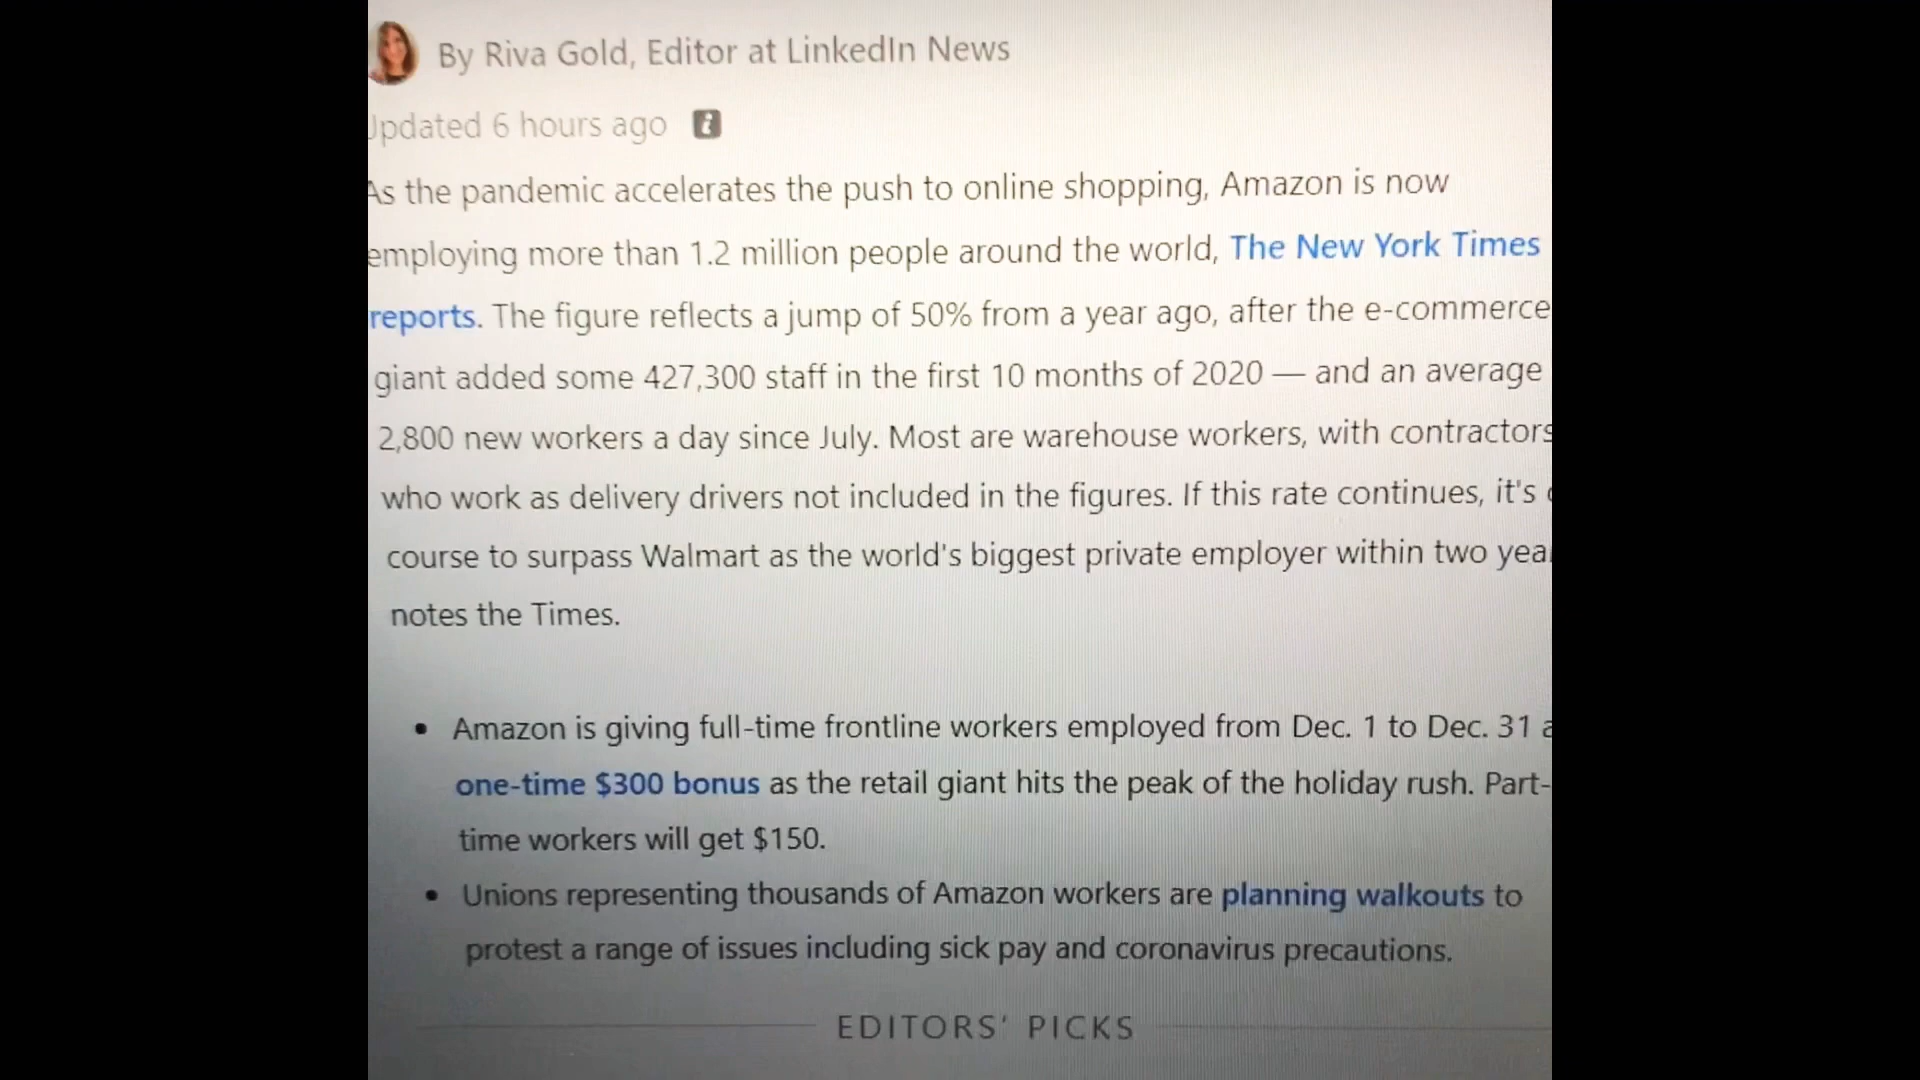 By Riva Gold, Editor at LinkedIn News
Updated 6 hours ago
As the pandemic accelerates the push to online shopping, Amazon is now
employing more than 1.2 million people around the world, The New York Times
reports. The figure reflects a jump of 50% from a year ago, after the e-commerce
giant added some 427,300 staff in the first 10 months of 2020 — and an average
2,800 new workers a day since July. Most are warehouse workers, with contractors
who work as delivery drivers not included in the figures. If this rate continues, it's
course to surpass Walmart as the world's biggest private employer within two
notes the Times.
• Amazon is giving full-time frontline workers employed from Dec. 1 to Dec. 31 a
one-time $300 bonus as the retail giant hits the peak of the holiday rush. Part-
time workers will get $150.
• Unions representing thousands of Amazon workers are planning walkouts to
protest a range of issues including sick pay and coronavirus precautions.
EDITORS' PICKS